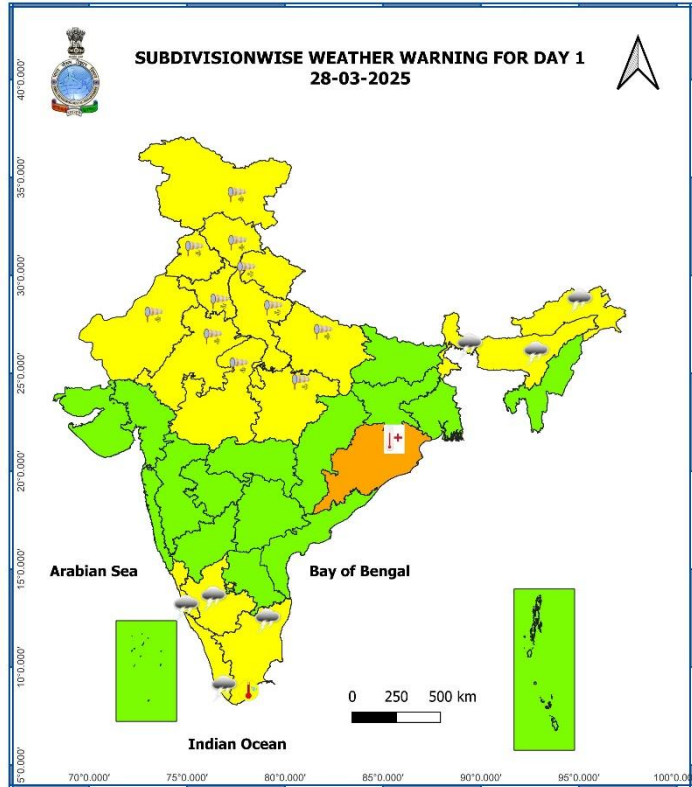 SUBDIVISIONWISE WEATHER WARNING FOR DAY 1
28-03-2025
40°0.000'
35°0.000'
30°0.000'
25°0.000'
20°0.000'
15°0.000'
10°0.000'
5°0.000'
Arabian Sea
Bay of Bengal
0 250 500 km
Indian Ocean
70°0.000' 75°0.000' 80°0.000' 85°0.000' 90°0.000' 95°0.000' 100°0.000'